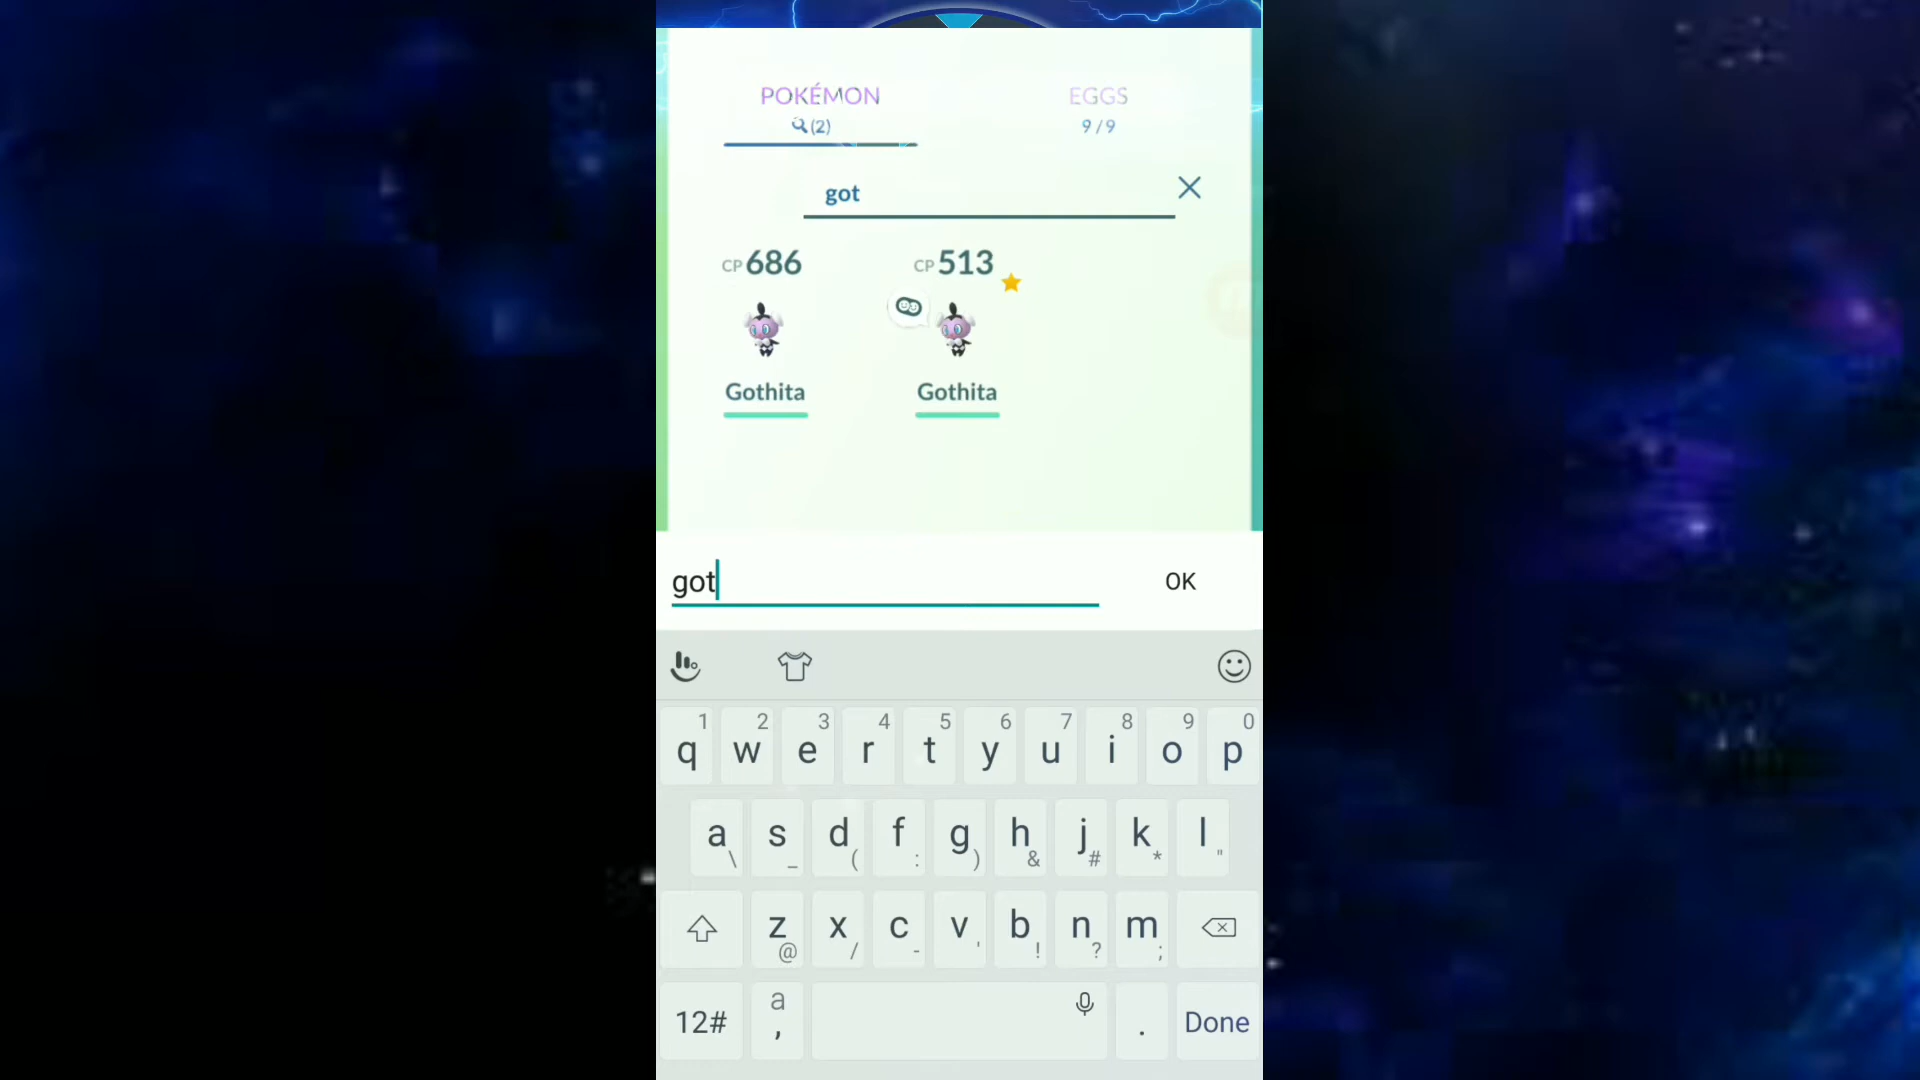 POKÉMON
(2)
EGGS
9/9
got
CP686
CP513
Gothita
Gothita
got
OK
1 2 3 4 5 6 7 8 9 0
q w e r t y u i o p
a s d f g h j k l
\ _ ( : ) & # * "
z x c v b n m
@ / - ' ! ? ;
12# a , . Done